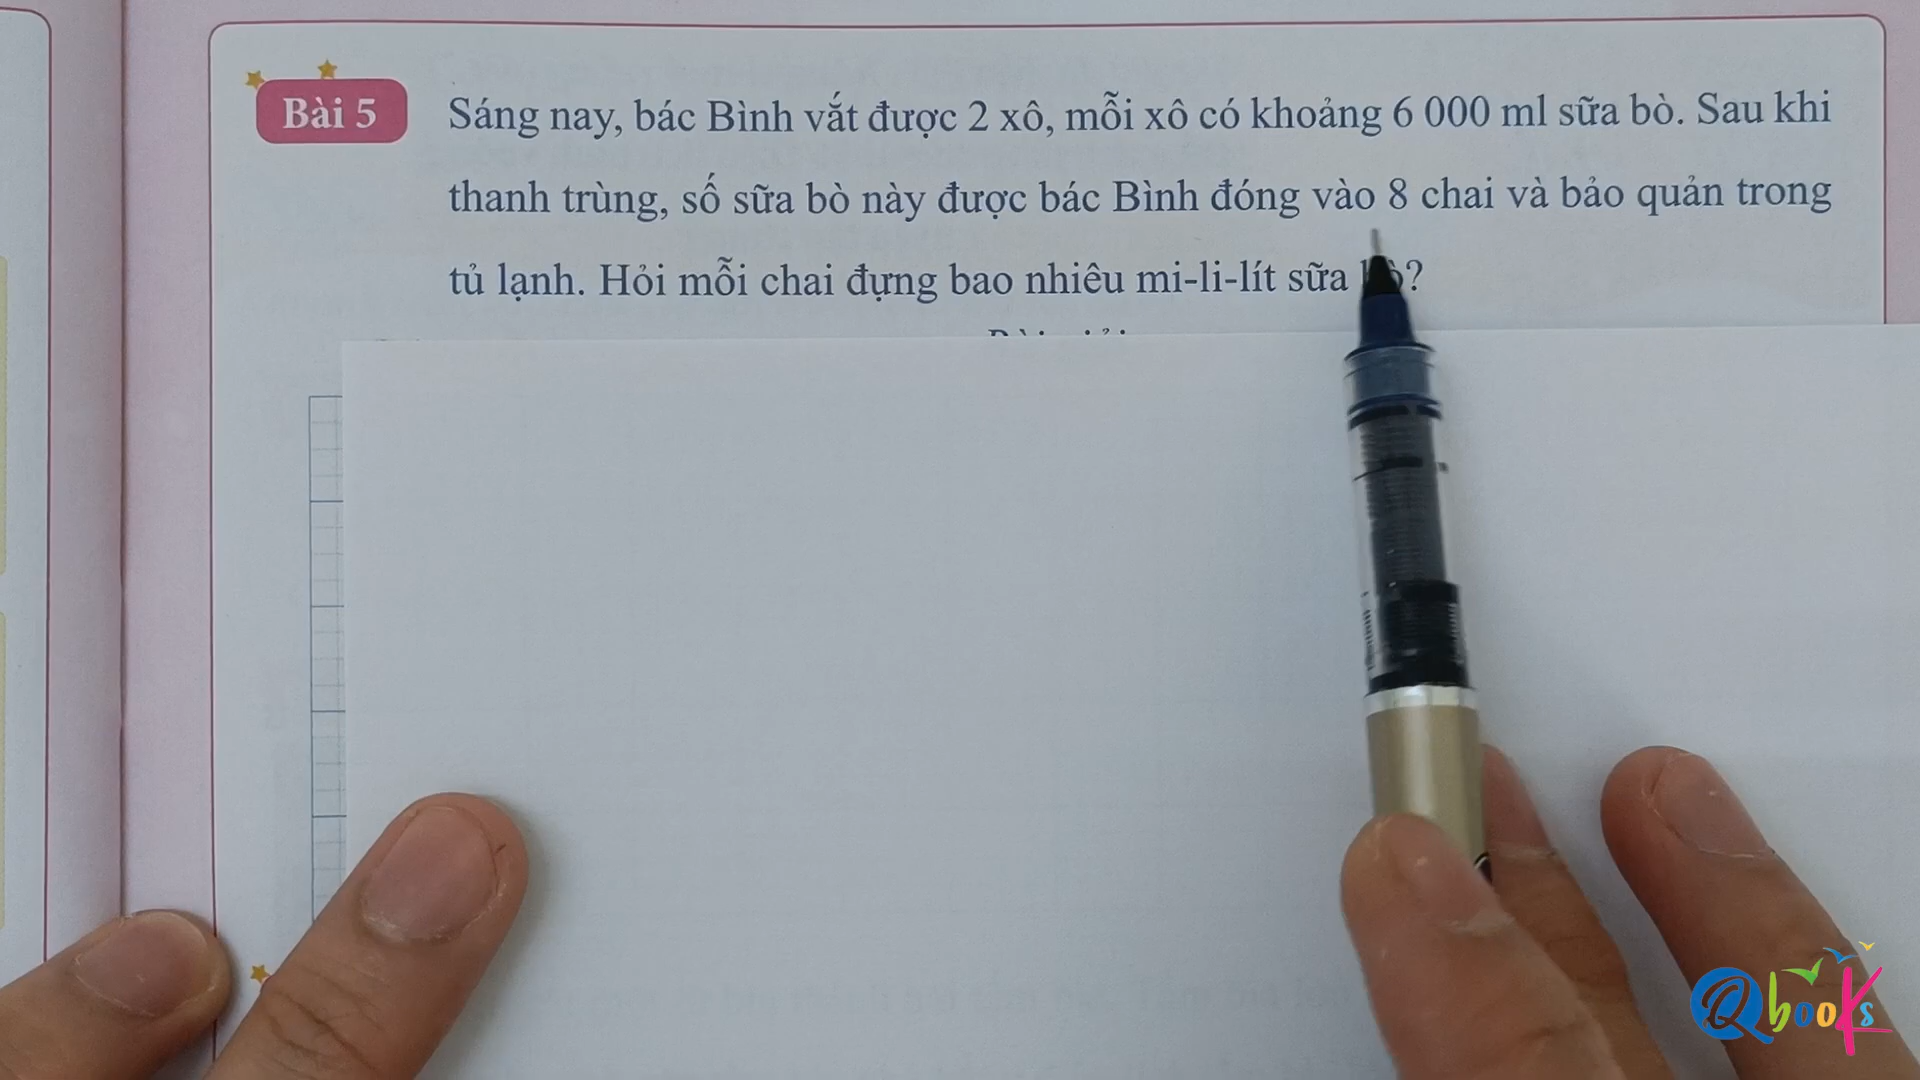 Bài 5
Sáng nay, bác Bình vắt được 2 xô, mỗi xô có khoảng 6 000 ml sữa bò. Sau khi
thanh trùng, số sữa bò này được bác Bình đóng vào 8 chai và bảo quản trong
tủ lạnh. Hỏi mỗi chai đựng bao nhiêu mi-li-lít sữa ?
Qbooks